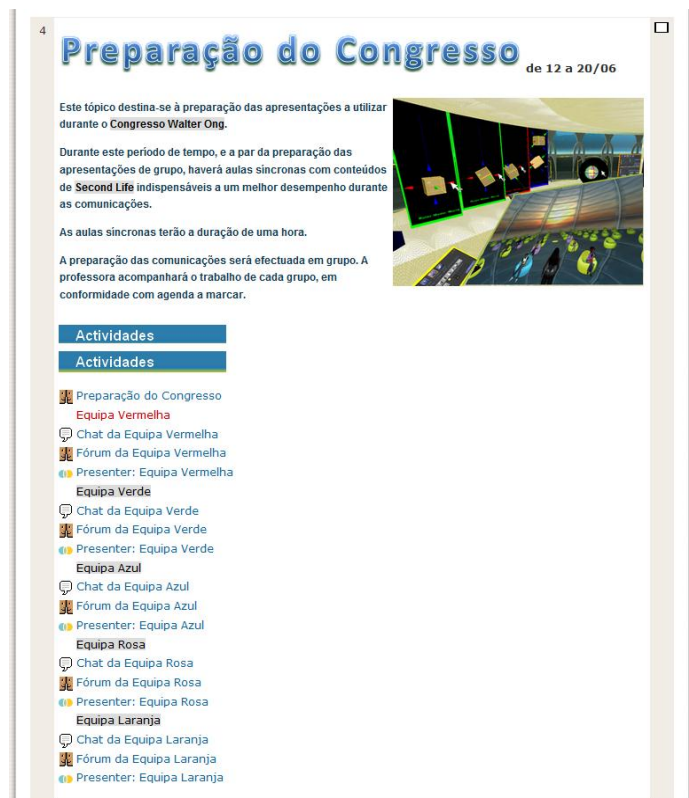 4
Preparação do Congresso de 12 a 20/06
Este tópico destina-se à preparação das apresentações a utilizar
durante o Congresso Walter Ong.
Durante este período de tempo, e a par da preparação das
apresentações de grupo, haverá aulas síncronas com conteúdos
de Second Life indispensáveis a um melhor desempenho durante
as comunicações.
As aulas síncronas terão a duração de uma hora.
A preparação das comunicações será efectuada em grupo. A
professora acompanhará o trabalho de cada grupo, em
conformidade com agenda a marcar.
Actividades
Actividades
Preparação do Congresso
Equipa Vermelha
Chat da Equipa Vermelha
Fórum da Equipa Vermelha
Presenter: Equipa Vermelha
Equipa Verde
Chat da Equipa Verde
Fórum da Equipa Verde
Presenter: Equipa Verde
Equipa Azul
Chat da Equipa Azul
Fórum da Equipa Azul
Presenter: Equipa Azul
Equipa Rosa
Chat da Equipa Rosa
Fórum da Equipa Rosa
Presenter: Equipa Rosa
Equipa Laranja
Chat da Equipa Laranja
Fórum da Equipa Laranja
Presenter: Equipa Laranja